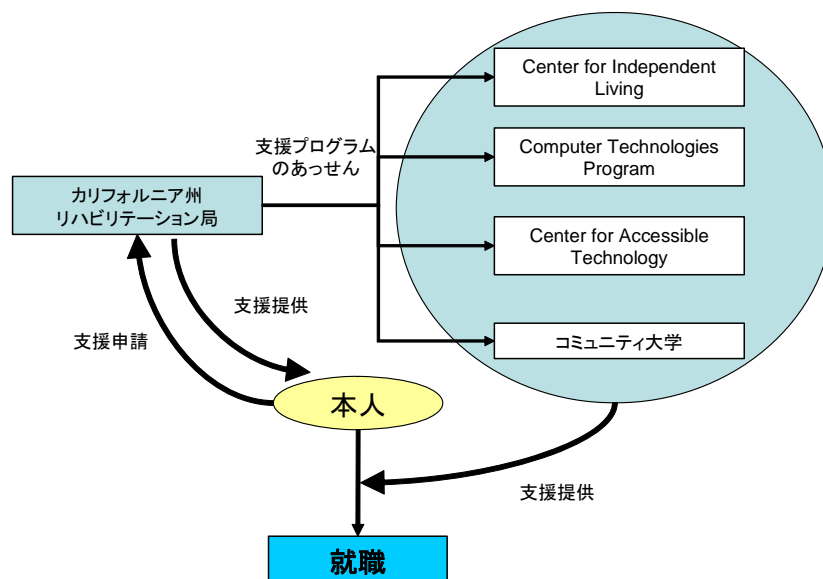 Center for Independent
Living
支援プログラム
のあっせん
Computer Technologies
Program
カリフォルニア州
リハビリテーション局
Center for Accessible
Technology
支援提供
支援申請
コミュニティ大学
本人
支援提供
就職